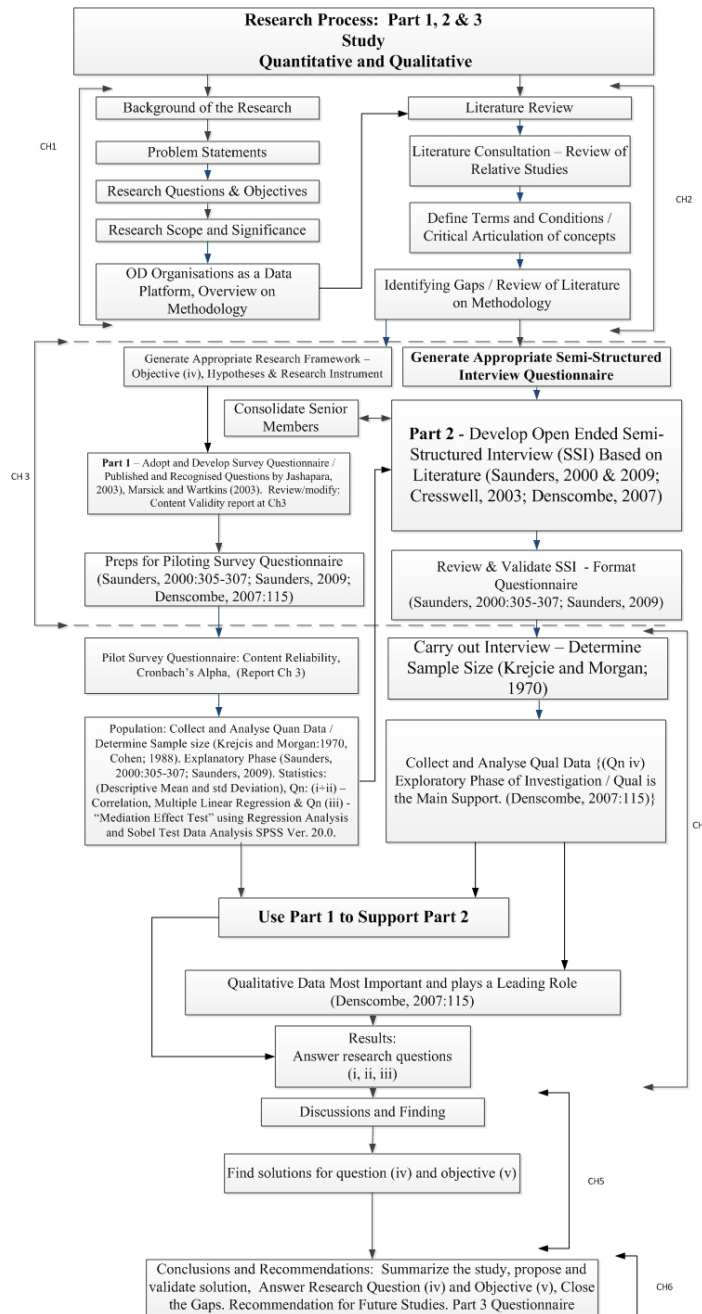 Research Process:  Part 1, 2 & 3
Study
Quantitative and Qualitative
CH1
Background of the Research
Problem Statements
Research Questions & Objectives
Research Scope and Significance
OD Organisations as a Data
Platform, Overview on
Methodology
Literature Review
Literature Consultation – Review of
Relative Studies
Define Terms and Conditions /
Critical Articulation of concepts
Identifying Gaps / Review of Literature
on Methodology
CH2
CH 3
Generate Appropriate Research Framework –
Objective (iv), Hypotheses & Research Instrument
Generate Appropriate Semi-Structured
Interview Questionnaire
Consolidate Senior
Members
Part 1 – Adopt and Develop Survey Questionnaire /
Published and Recognised Questions by Jashapara,
2003), Marsick and Wartkins (2003).  Review/modify:
Content Validity report at Ch3
Part 2 - Develop Open Ended Semi-
Structured Interview (SSI) Based on
Literature (Saunders, 2000 & 2009;
Cresswell, 2003; Denscombe, 2007)
Preps for Piloting Survey Questionnaire
(Saunders, 2000:305-307; Saunders, 2009;
Denscombe, 2007:115)
Review & Validate SSI  - Format
Questionnaire
(Saunders, 2000:305-307; Saunders, 2009)
Pilot Survey Questionnaire: Content Reliability,
Cronbach's Alpha,  (Report Ch 3)
Carry out Interview – Determine
Sample Size (Krejcie and Morgan;
1970)
Population: Collect and Analyse Quan Data /
Determine Sample size (Krejcis and Morgan:1970,
Cohen; 1988). Explanatory Phase (Saunders,
2000:305-307; Saunders, 2009). Statistics:
(Descriptive Mean and std Deviation), Qn: (i+ii) –
Correlation, Multiple Linear Regression & Qn (iii) -
"Mediation Effect Test" using Regression Analysis
and Sobel Test Data Analysis SPSS Ver. 20.0.
Collect and Analyse Qual Data {(Qn iv)
Exploratory Phase of Investigation / Qual is
the Main Support. (Denscombe, 2007:115)}
Use Part 1 to Support Part 2
Qualitative Data Most Important and plays a Leading Role
(Denscombe, 2007:115)
Results:
Answer research questions
(i, ii, iii)
Discussions and Finding
Find solutions for question (iv) and objective (v)
CH5
Conclusions and Recommendations:  Summarize the study, propose and
validate solution,  Answer Research Question (iv) and Objective (v), Close
the Gaps. Recommendation for Future Studies. Part 3 Questionnaire
CH6